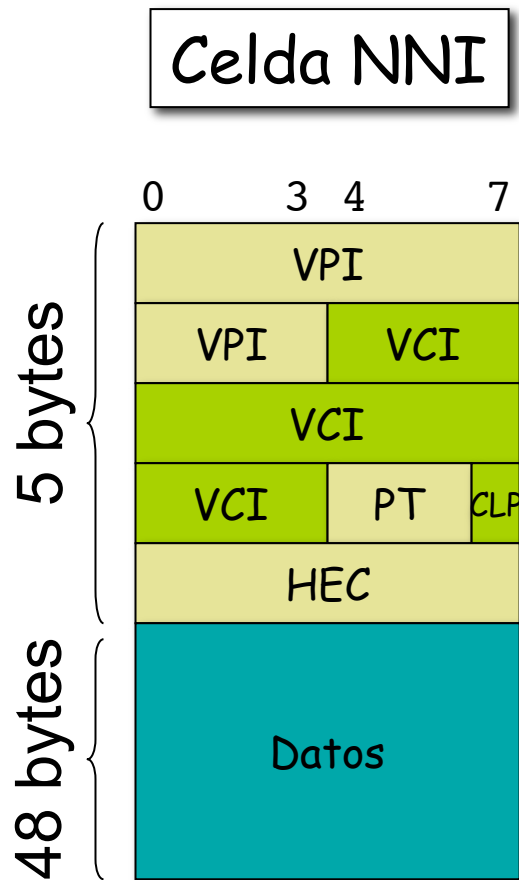 Celda NNI
0 3 4 7
VPI
VPI VCI
VCI
VCI PT CLP
HEC
5 bytes
Datos
48 bytes